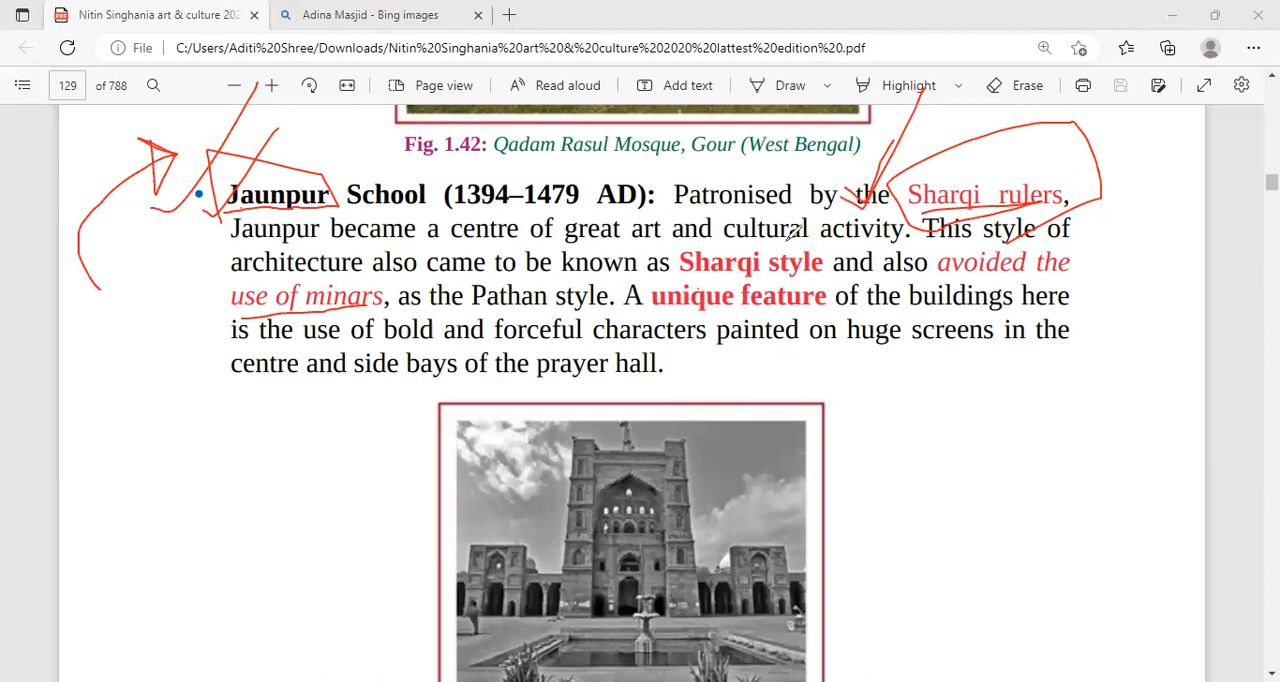 Nitin Singhania art & culture 202
Adina Masjid - Bing images
File
C:/Users/Aditi%20Shree/Downloads/Nitin%20Singhania%20art%20&%20culture%202020%20lattest%20edition%20.pdf
129 of 788
Page view
Read aloud
Add text
Draw
Highlight
Erase
Fig. 1.42: Qadam Rasul Mosque, Gour (West Bengal)
• Jaunpur School (1394–1479 AD): Patronised by the Sharqi rulers,
Jaunpur became a centre of great art and cultural activity. This style of
architecture also came to be known as Sharqi style and also avoided the
use of minars, as the Pathan style. A unique feature of the buildings here
is the use of bold and forceful characters painted on huge screens in the
centre and side bays of the prayer hall.